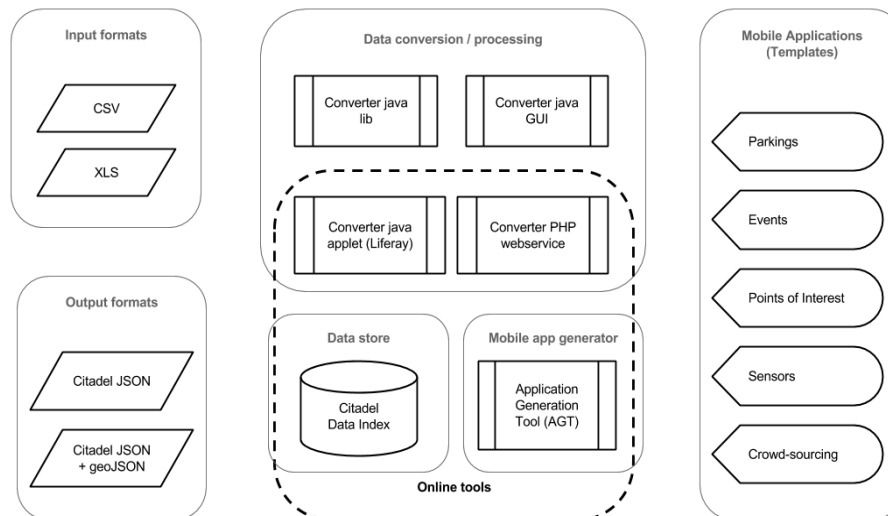 Input formats
CSV
XLS
Output formats
Citadel JSON
Citadel JSON
+ geoJSON
Data conversion / processing
Converter java
lib
Converter java
GUI
Converter java
applet (Liferay)
Converter PHP
webservice
Data store
Citadel
Data Index
Mobile app generator
Application
Generation
Tool (AGT)
Online tools
Mobile Applications
(Templates)
Parkings
Events
Points of Interest
Sensors
Crowd-sourcing